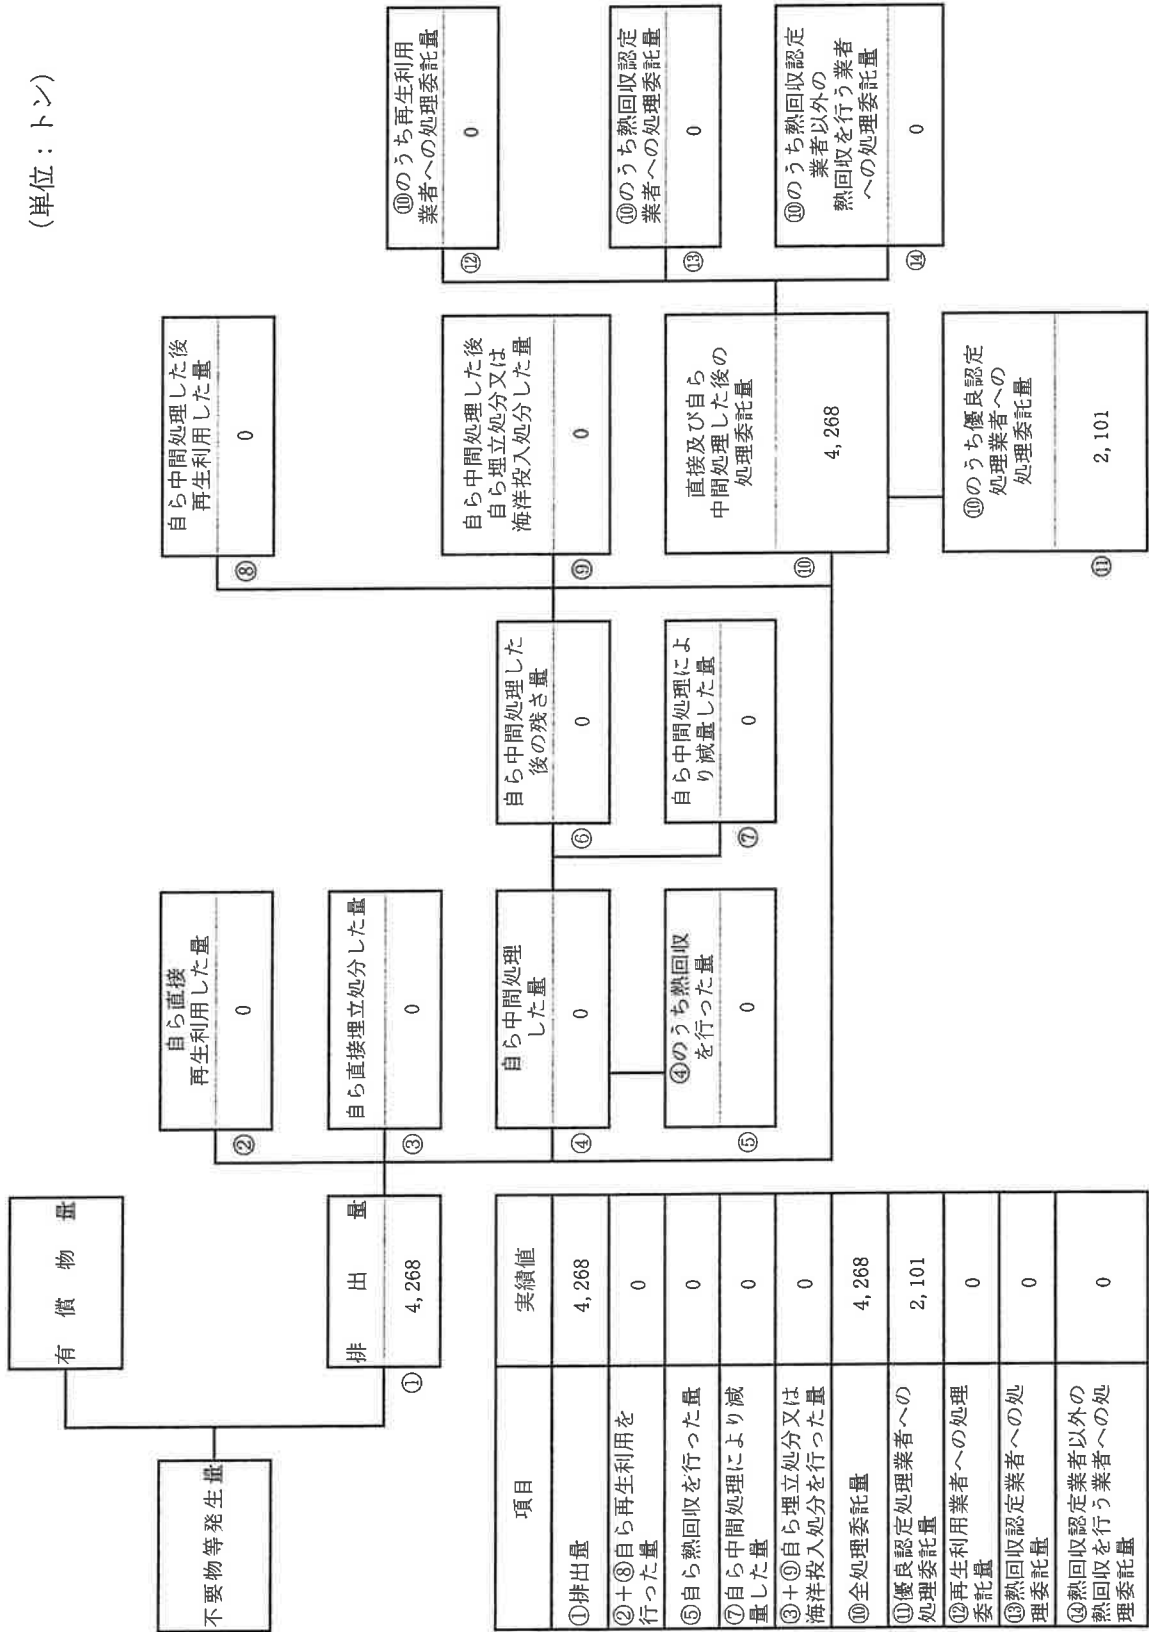 (単位：トン)
不要物等発生量
有償物量
排出量
① 4,268
自ら直接
再生利用した量
② 0
自ら直接埋立処分した量
③ 0
自ら中間処理
した量
④ 0
④のうち熱回収
を行った量
⑤ 0
自ら中間処理した
後の残さ量
⑥ 0
自ら中間処理によ
り減量した量
⑦ 0
自ら中間処理した後
再生利用した量
⑧ 0
自ら中間処理した後
自ら埋立処分又は
海洋投入処分した量
⑨ 0
直接及び自ら
中間処理した後の
処理委託量
⑩ 4,268
⑩のうち優良認定
処理業者への
処理委託量
⑪ 2,101
⑩のうち再生利用
業者への処理委託量
⑫ 0
⑩のうち熱回収認定
業者への処理委託量
⑬ 0
⑩のうち熱回収認定
業者以外の
熱回収を行う業者
への処理委託量
⑭ 0
項目 実績値
①排出量 4,268
②＋⑧自ら再生利用を
行った量 0
⑤自ら熱回収を行った量 0
⑦自ら中間処理により減
量した量 0
③＋⑨自ら埋立処分又は
海洋投入処分を行った量 0
⑩全処理委託量 4,268
⑪優良認定処理業者への
処理委託量 2,101
⑫再生利用業者への処理
委託量 0
⑬熱回収認定業者への処
理委託量 0
⑭熱回収認定業者以外の
熱回収を行う業者への処
理委託量 0